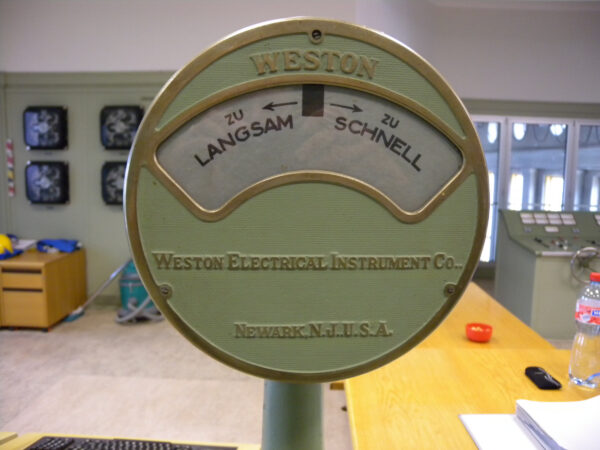 WESTON
ZU LANGSAM
ZU SCHNELL
WESTON ELECTRICAL INSTRUMENT CO..
NEWARK, N.J., U.S.A.